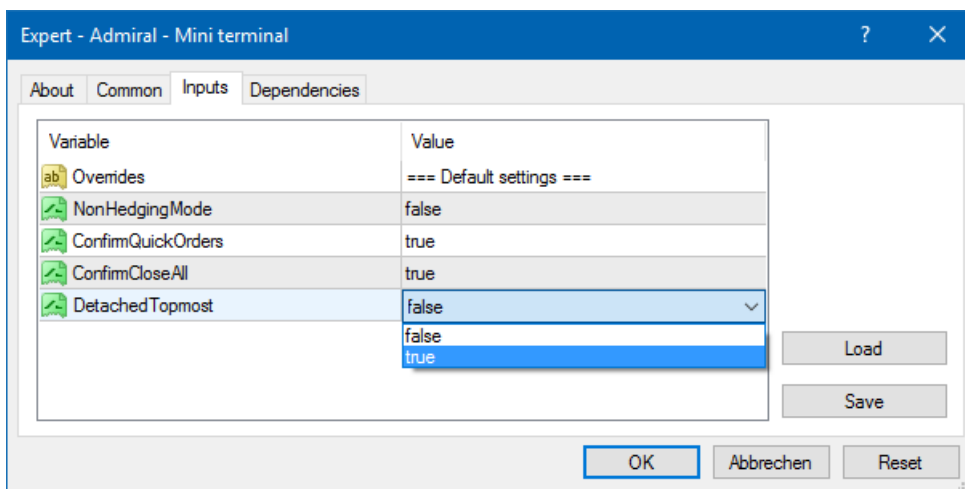 Expert - Admiral - Mini terminal ? ×
About Common Inputs Dependencies
Variable Value
ab Overrides === Default settings ===
NonHedgingMode false
ConfirmQuickOrders true
ConfirmCloseAll true
DetachedTopmost false
false
true
Load
Save
OK Abbrechen Reset